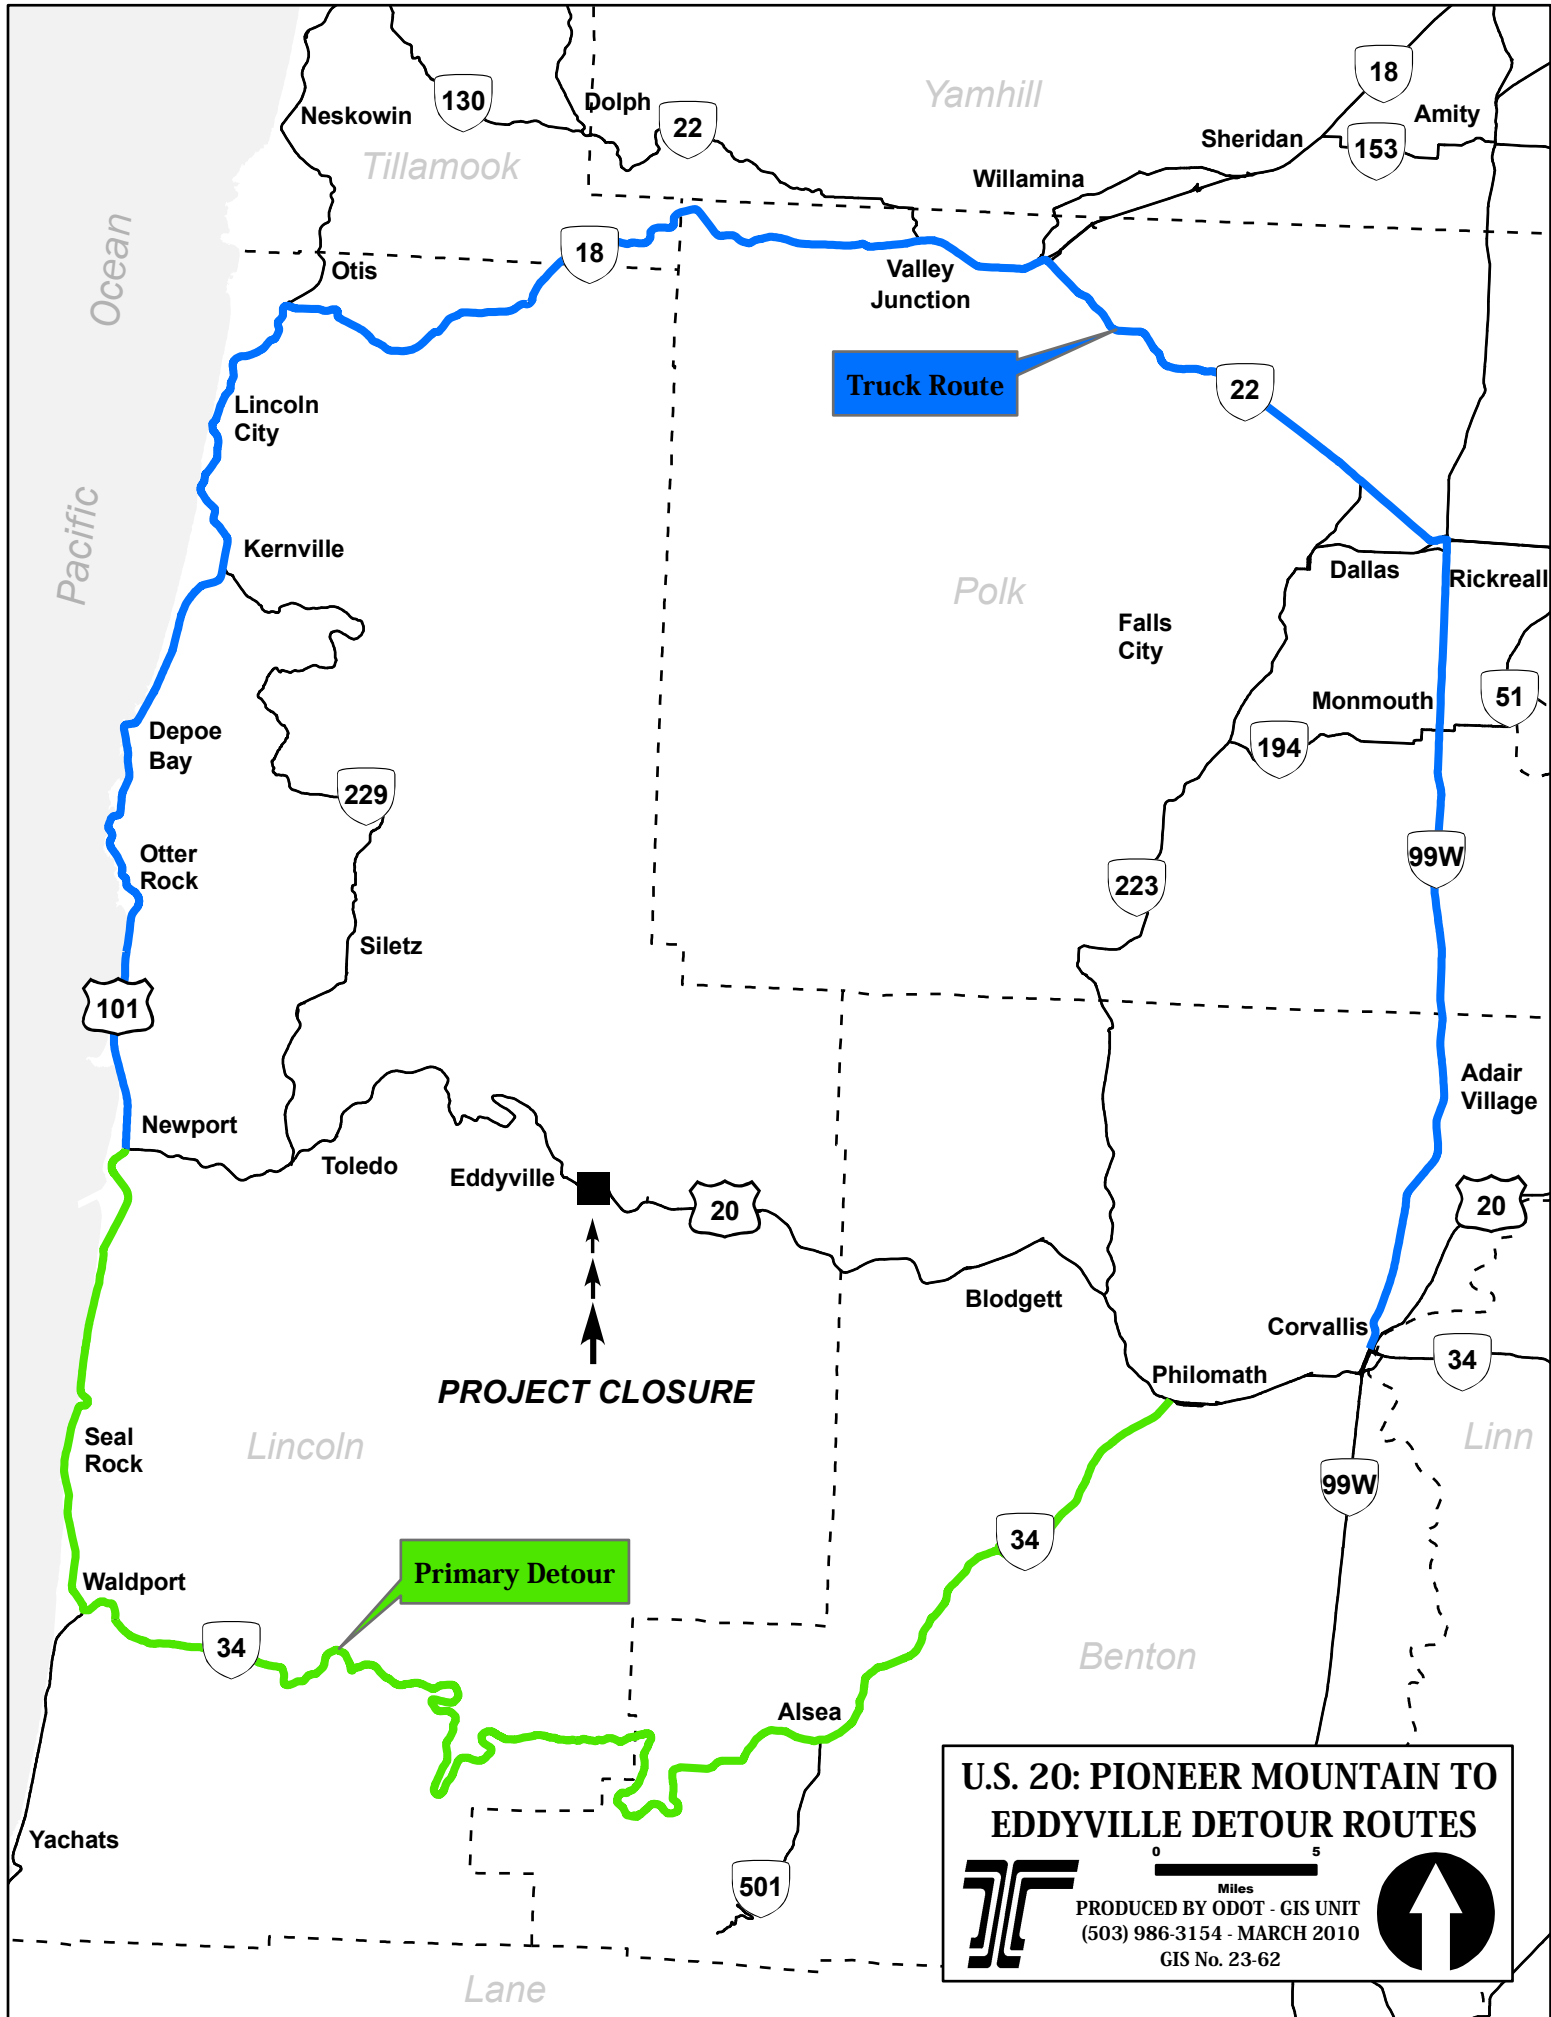 Yamhill
18
Neskowin
130
Dolph
22
Amity
Sheridan
153
Tillamook
Willamina
Ocean
Otis
18
Valley
Junction
Truck Route
22
Lincoln
City
Pacific
Kernville
Polk
Dallas
Rickreall
Falls
City
Monmouth
51
194
Depoe
Bay
229
Otter
Rock
99W
223
Siletz
101
Newport
Adair
Village
Toledo
Eddyville
20
20
Blodgett
Corvallis
34
PROJECT CLOSURE
Philomath
Seal
Rock
Lincoln
Linn
99W
34
Primary Detour
Waldport
34
Benton
Alsea
Yachats
501
Lane
U.S. 20: PIONEER MOUNTAIN TO
EDDYVILLE DETOUR ROUTES
0 5
Miles
PRODUCED BY ODOT - GIS UNIT
(503) 986-3154 - MARCH 2010
GIS No. 23-62